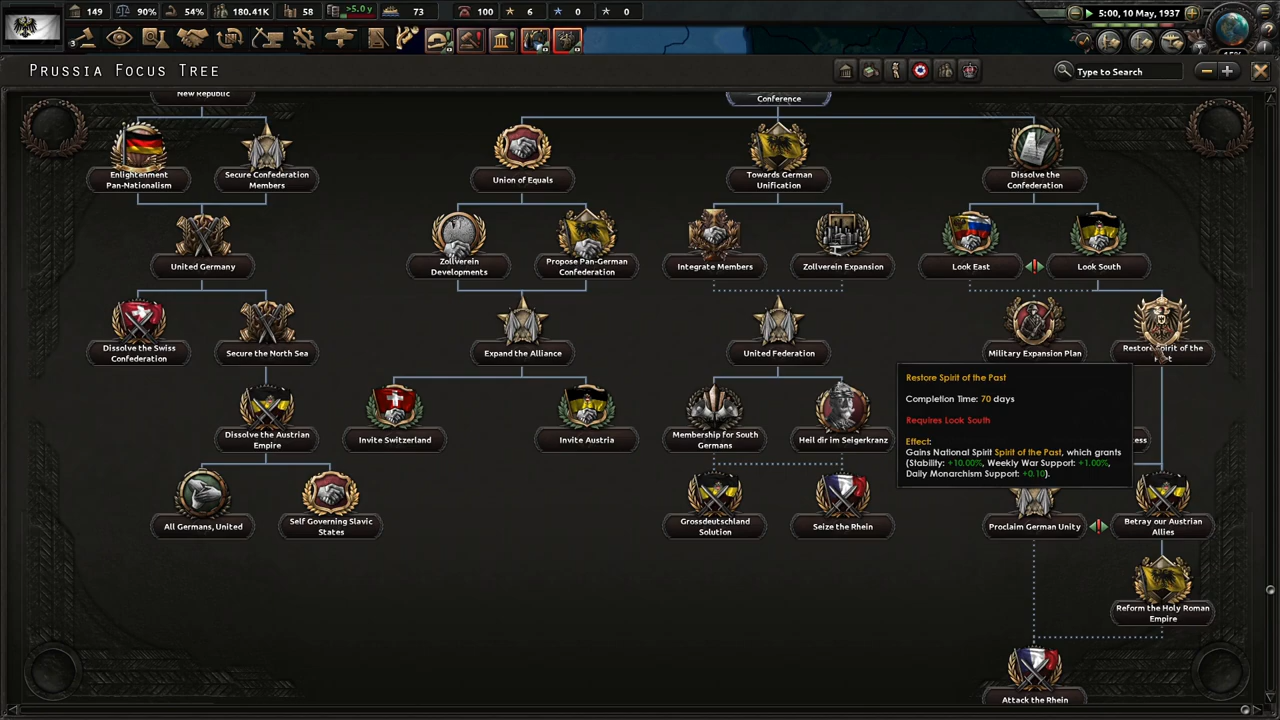 149
90%
54%
180.41K
58
>5.0 y
73
100
6
0
0
5:00, 10 May, 1937
Prussia Focus Tree
Type to Search
New Republic
Conference
Enlightenment
Pan-Nationalism
Secure Confederation
Members
Union of Equals
Towards German
Unification
Dissolve the
Confederation
United Germany
Zollverein
Developments
Propose Pan-German
Confederation
Integrate Members
Zollverein Expansion
Look East
Look South
Dissolve the Swiss
Confederation
Secure the North Sea
Expand the Alliance
United Federation
Military Expansion Plan
Restore Spirit of the
Restore Spirit of the Past
Completion Time: 70 days
Requires Look South
Effect:
Gains National Spirit Spirit of the Past, which grants
(Stability: +10.00%, Weekly War Support: +1.00%,
Daily Monarchism Support: +0.10).
Dissolve the Austrian
Empire
Invite Switzerland
Invite Austria
Membership for South
Germans
Heil dir im Seigerkranz
All Germans, United
Self Governing Slavic
States
Grossdeutschland
Solution
Seize the Rhein
Proclaim German Unity
Betray our Austrian
Allies
Reform the Holy Roman
Empire
Attack the Rhein